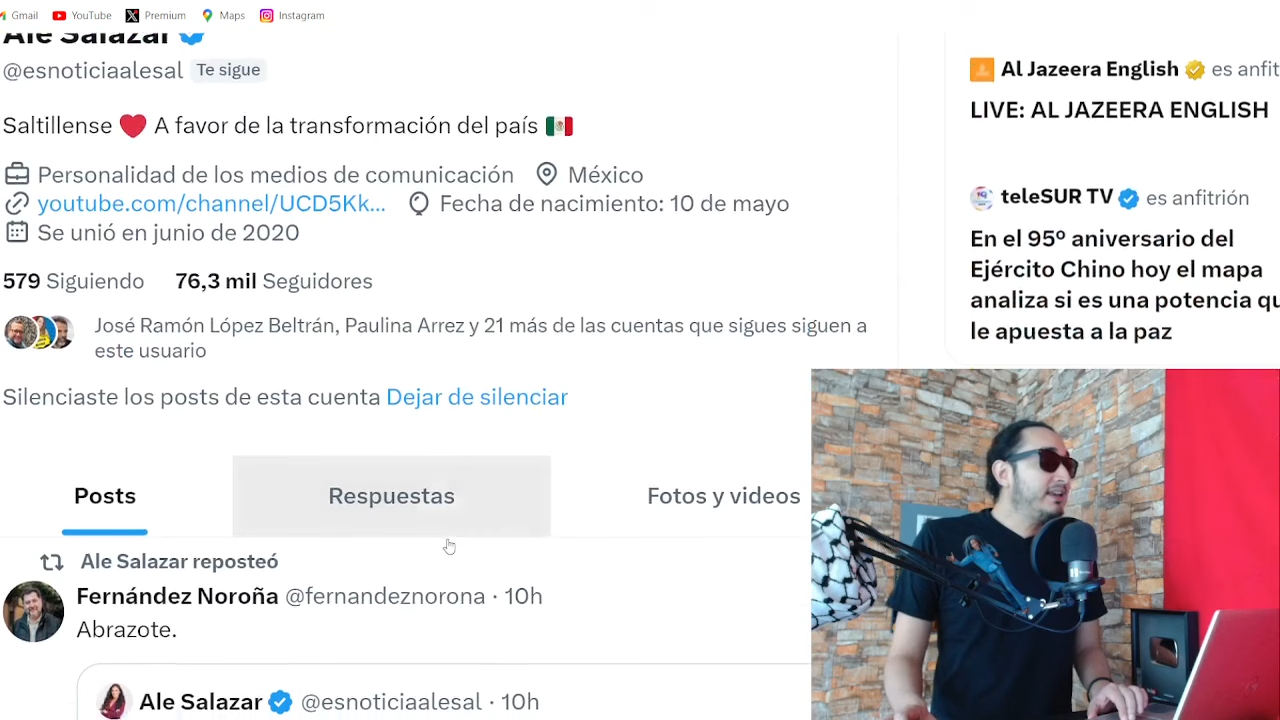 Gmail YouTube Premium Maps Instagram
Ale Salazar
@esnoticiaalesal Te sigue
Saltillense ❤️ A favor de la transformación del país 🇲🇽
Personalidad de los medios de comunicación México
youtube.com/channel/UCD5Kk... Fecha de nacimiento: 10 de mayo
Se unió en junio de 2020
579 Siguiendo 76,3 mil Seguidores
José Ramón López Beltrán, Paulina Arrez y 21 más de las cuentas que sigues siguen a
este usuario
Silenciaste los posts de esta cuenta Dejar de silenciar
Posts Respuestas Fotos y videos
Ale Salazar reposteó
Fernández Noroña @fernandeznorona · 10h
Abrazote.
Ale Salazar @esnoticiaalesal · 10h
Al Jazeera English es anfit
LIVE: AL JAZEERA ENGLISH
teleSUR TV es anfitrión
En el 95º aniversario del
Ejército Chino hoy el mapa
analiza si es una potencia qu
le apuesta a la paz